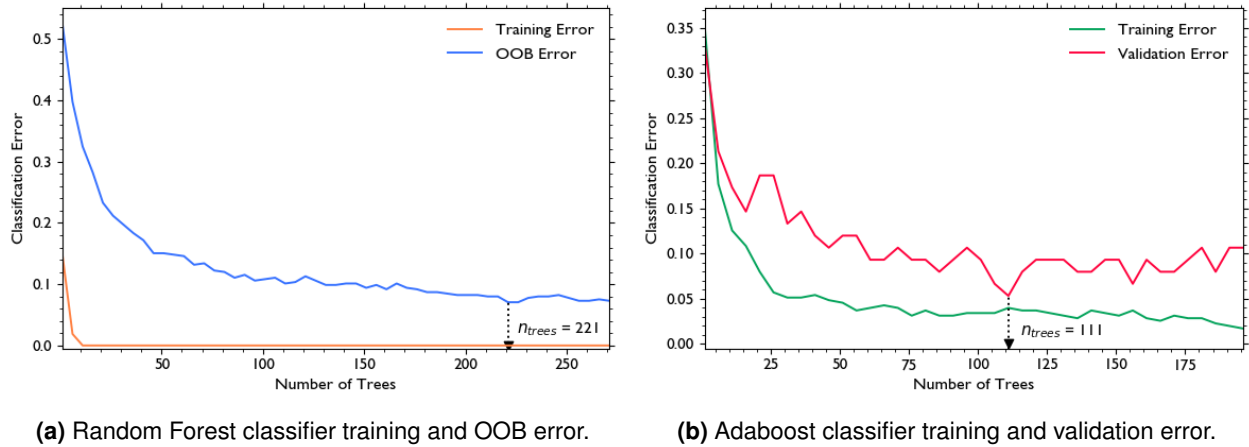 0.5
0.4
0.3
0.2
0.1
0.0
Classification Error
Training Error
OOB Error
n_trees = 221
50
100
150
200
250
Number of Trees
(a) Random Forest classifier training and OOB error.
0.35
0.30
0.25
0.20
0.15
0.10
0.05
0.00
Classification Error
Training Error
Validation Error
n_trees = 111
25
50
75
100
125
150
175
Number of Trees
(b) Adaboost classifier training and validation error.